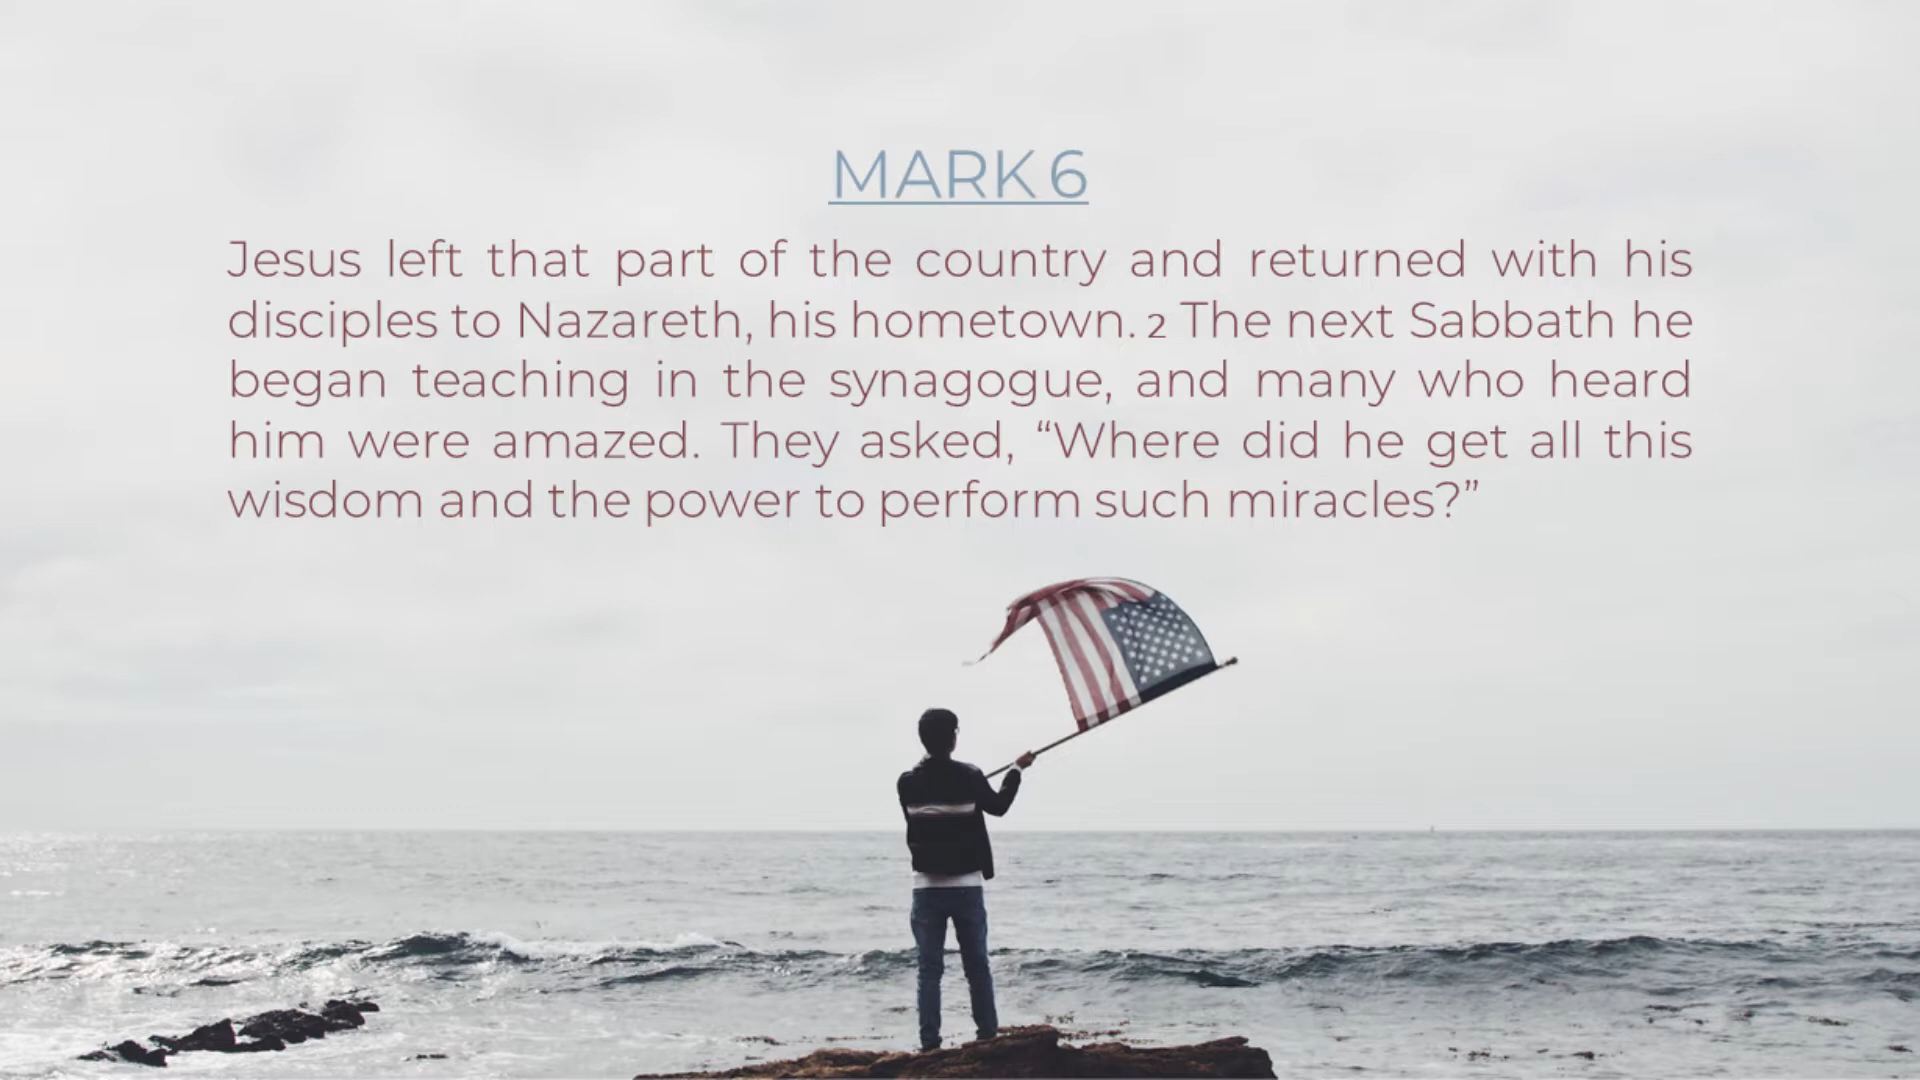 MARK 6
Jesus left that part of the country and returned with his
disciples to Nazareth, his hometown. 2 The next Sabbath he
began teaching in the synagogue, and many who heard
him were amazed. They asked, “Where did he get all this
wisdom and the power to perform such miracles?”